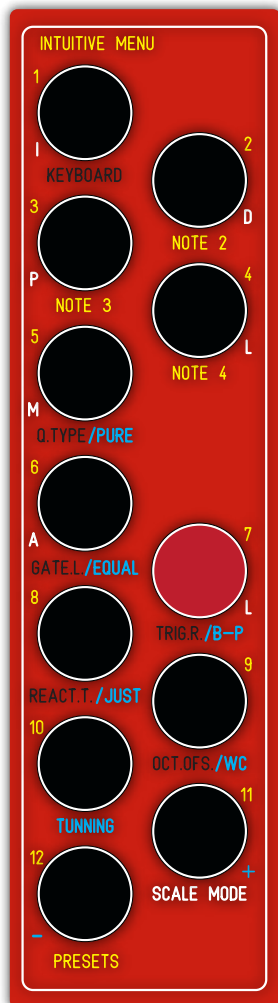 INTUITIVE MENU
1
I
KEYBOARD
2
D
NOTE 2
3
P
NOTE 3
4
L
NOTE 4
5
M
Q.TYPE/PURE
6
A
GATE.L./EQUAL
7
L
TRIG.R./B-P
8
REACT.T./JUST
9
OCT.OFS./WC
10
TUNNING
11
+
SCALE MODE
12
-
PRESETS